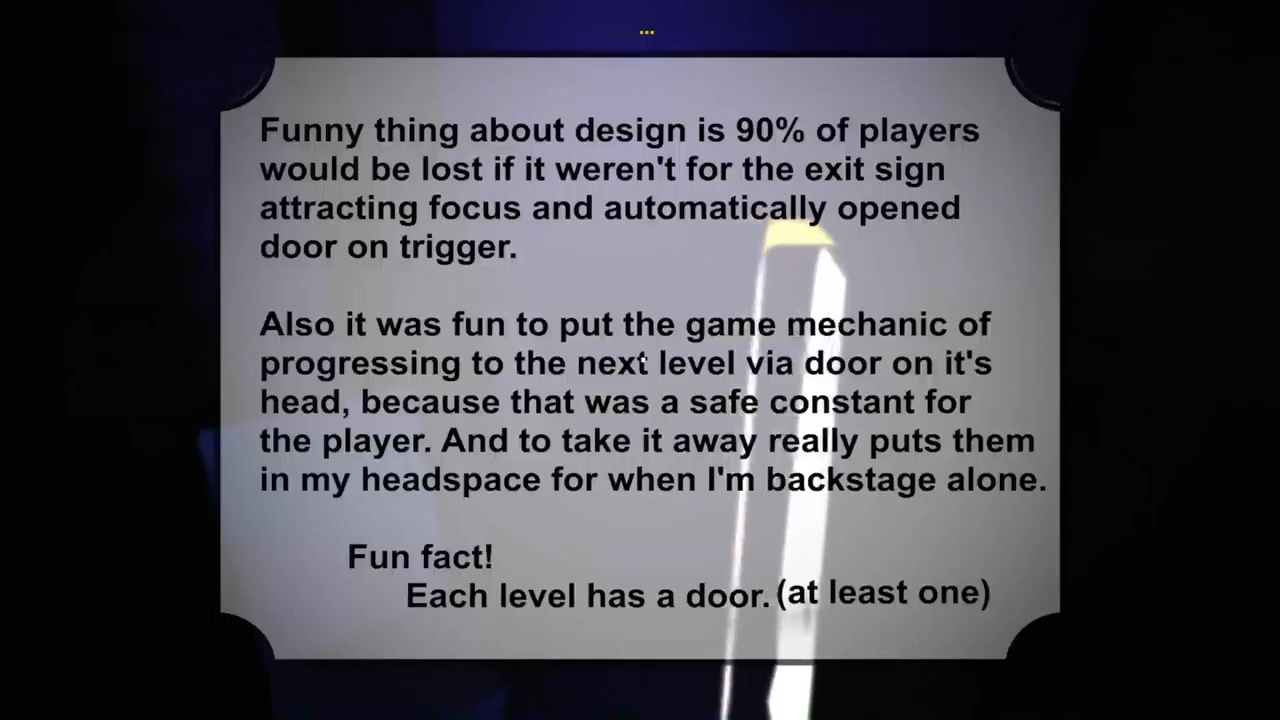 ...
Funny thing about design is 90% of players
would be lost if it weren't for the exit sign
attracting focus and automatically opened
door on trigger.
Also it was fun to put the game mechanic of
progressing to the next level via door on it's
head, because that was a safe constant for
the player. And to take it away really puts them
in my headspace for when I'm backstage alone.
Fun fact!
Each level has a door. (at least one)